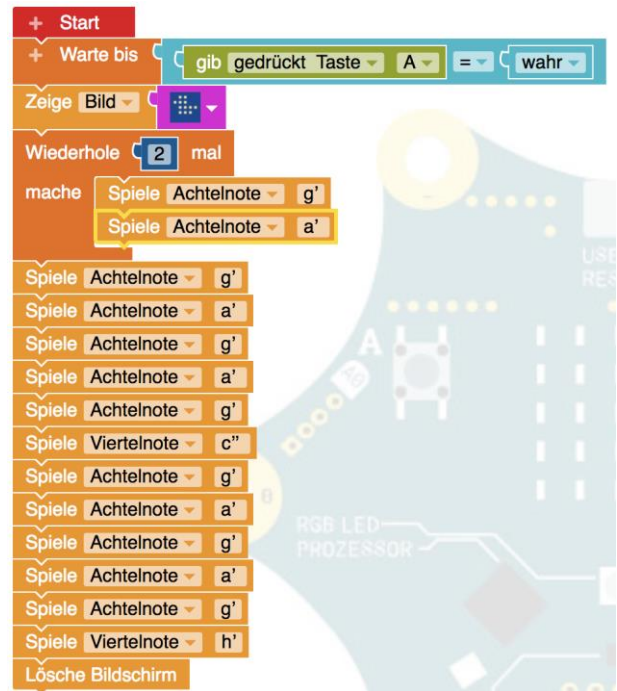 + Start
+ Warte bis gib gedrückt Taste A = wahr
Zeige Bild
Wiederhole 2 mal
mache Spiele Achtelnote g’
Spiele Achtelnote a’
Spiele Achtelnote g’
Spiele Achtelnote a’
Spiele Achtelnote g’
Spiele Achtelnote a’
Spiele Achtelnote g’
Spiele Viertelnote c’’
Spiele Achtelnote g’
Spiele Achtelnote a’
Spiele Achtelnote g’
Spiele Achtelnote a’
Spiele Achtelnote g’
Spiele Viertelnote h’
Lösche Bildschirm
A
RGB LED
PROZESSOR